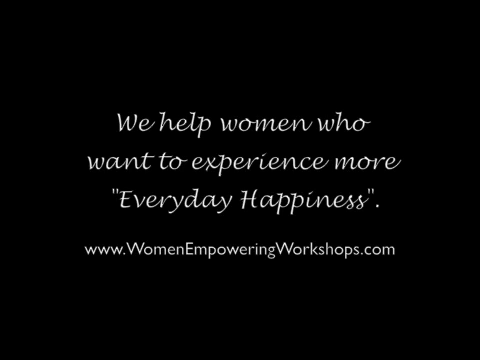 We help women who
want to experience more
"Everyday Happiness".
www.WomenEmpoweringWorkshops.com